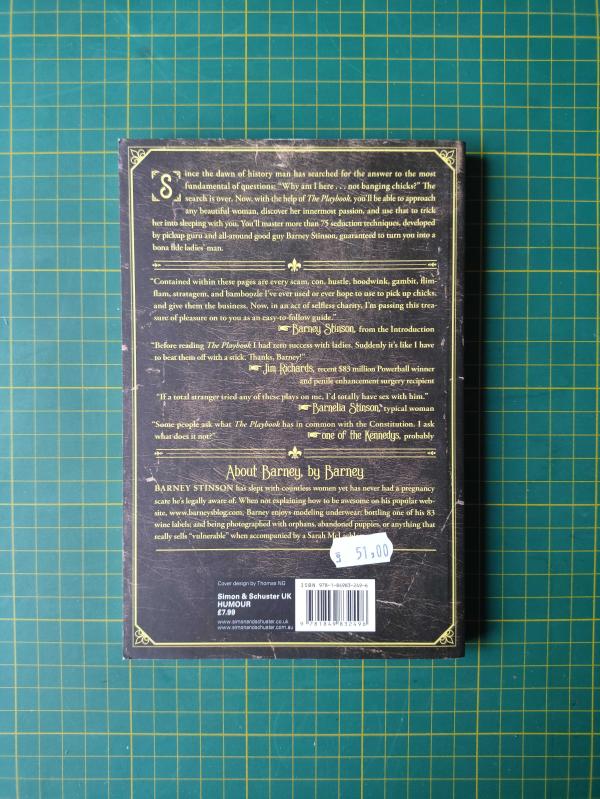 Since the dawn of history man has searched for the answer to the most
fundamental of questions: "Why am I here . . . not banging chicks?" The
search is over. Now, with the help of The Playbook, you'll be able to approach
any beautiful woman, discover her innermost passion, and use that to trick
her into sleeping with you. You'll master more than 75 seduction techniques, developed
by pickup guru and all-around good guy Barney Stinson, guaranteed to turn you into a
bona fide ladies' man.
"Contained within these pages are every scam, con, hustle, hoodwink, gambit, flim-
flam, stratagem, and bamboozle I've ever used or ever hope to use to pick up chicks,
and give them the business. Now, in an act of selfless charity, I'm passing this trea-
sure of pleasure on to you as an easy-to-follow guide."
Barney Stinson, from the Introduction
"Before reading The Playbook I had zero success with ladies. Suddenly it's like I have
to beat them off with a stick. Thanks, Barney!"
Jim Richards, recent $83 million Powerball winner
and penile enhancement surgery recipient
"If a total stranger tried any of these plays on me, I'd totally have sex with him."
Barnelia Stinson, typical woman
"Some people ask what The Playbook has in common with the Constitution. I ask
what does it not?" one of the Kennedys, probably
About Barney, by Barney
BARNEY STINSON has slept with countless women yet has never had a pregnancy
scare he's legally aware of. When not explaining how to be awesome on his popular web-
site, www.barneysblog.com, Barney enjoys modeling underwear; bottling one of his 83
wine labels; and being photographed with orphans, abandoned puppies, or anything that
really sells "vulnerable" when accompanied by a Sarah
51,00
Cover design by Thomas NG
Simon & Schuster UK
HUMOUR
£7.99
www.simonandschuster.co.uk
www.simonandschuster.com.au
ISBN 978-1-84983-249-6
9 781849 832496